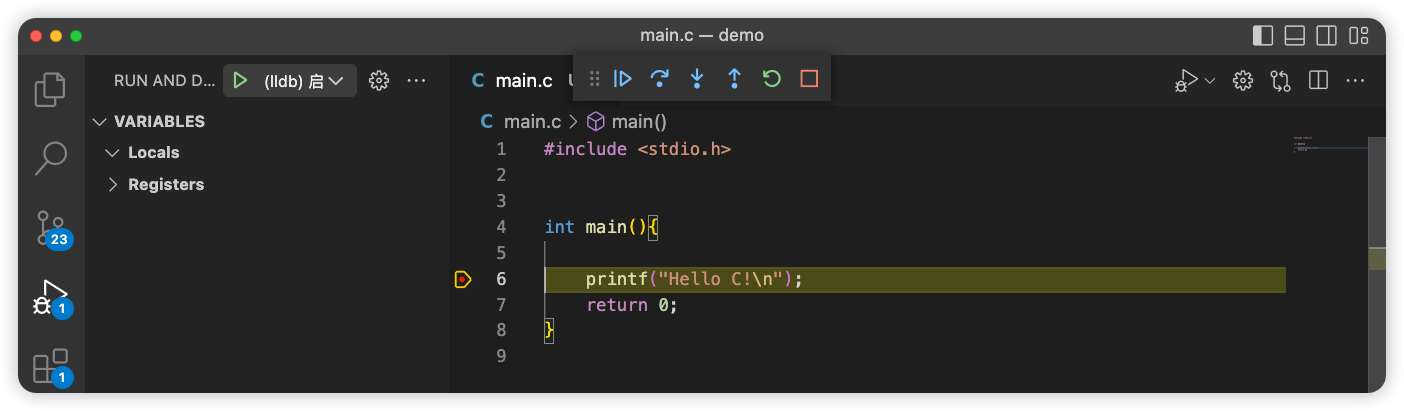 main.c — demo
RUN AND D... (lldb) 启
C main.c
C main.c > main()
VARIABLES
Locals
Registers
23
1
1
1 #include <stdio.h>
2
3
4 int main(){
5
6 printf("Hello C!\n");
7 return 0;
8 }
9